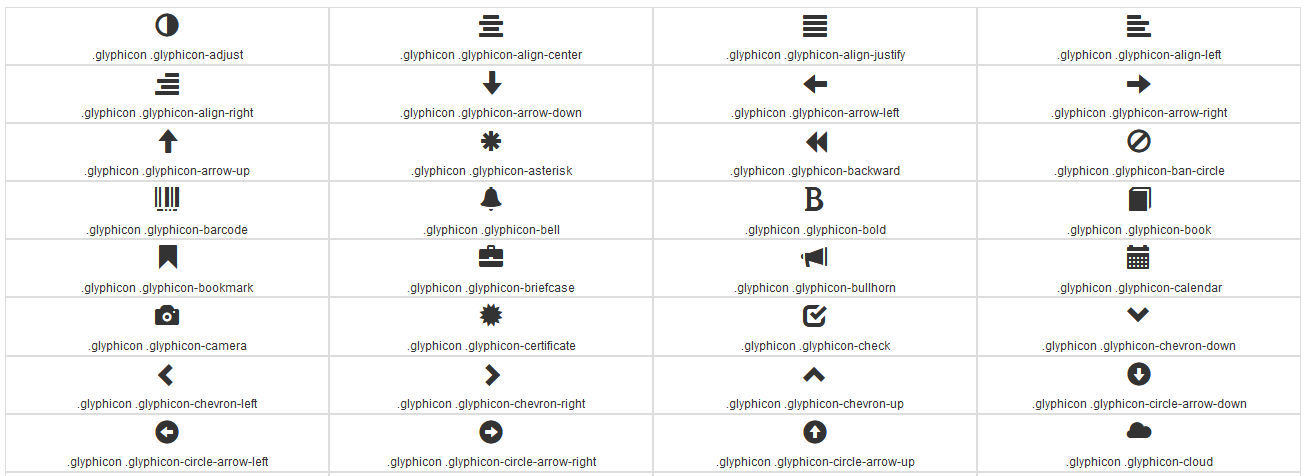 .glyphicon .glyphicon-adjust
.glyphicon .glyphicon-align-center
.glyphicon .glyphicon-align-justify
.glyphicon .glyphicon-align-left
.glyphicon .glyphicon-align-right
.glyphicon .glyphicon-arrow-down
.glyphicon .glyphicon-arrow-left
.glyphicon .glyphicon-arrow-right
.glyphicon .glyphicon-arrow-up
.glyphicon .glyphicon-asterisk
.glyphicon .glyphicon-backward
.glyphicon .glyphicon-ban-circle
.glyphicon .glyphicon-barcode
.glyphicon .glyphicon-bell
B
.glyphicon .glyphicon-bold
.glyphicon .glyphicon-book
.glyphicon .glyphicon-bookmark
.glyphicon .glyphicon-briefcase
.glyphicon .glyphicon-bullhorn
.glyphicon .glyphicon-calendar
.glyphicon .glyphicon-camera
.glyphicon .glyphicon-certificate
.glyphicon .glyphicon-check
.glyphicon .glyphicon-chevron-down
.glyphicon .glyphicon-chevron-left
.glyphicon .glyphicon-chevron-right
.glyphicon .glyphicon-chevron-up
.glyphicon .glyphicon-circle-arrow-down
.glyphicon .glyphicon-circle-arrow-left
.glyphicon .glyphicon-circle-arrow-right
.glyphicon .glyphicon-circle-arrow-up
.glyphicon .glyphicon-cloud